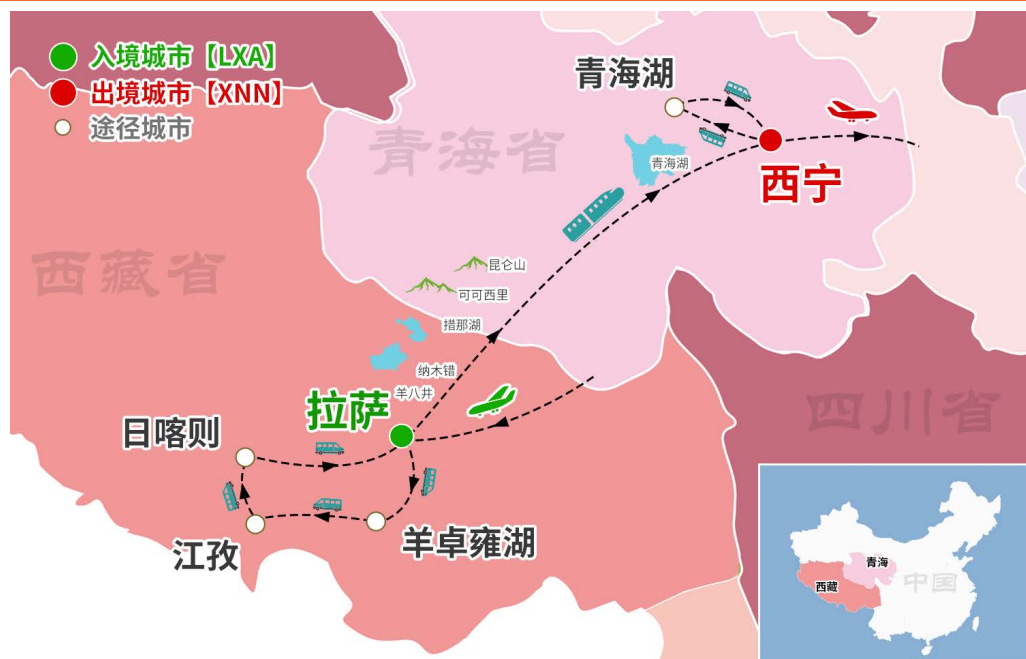 入境城市【LXA】
出境城市【XNN】
途径城市
青海湖
青海省
青海湖
西宁
西藏省
昆仑山
可可西里
措那湖
纳木错
羊八井
拉萨
四川省
日喀则
江孜
羊卓雍湖
青海
西藏
中国